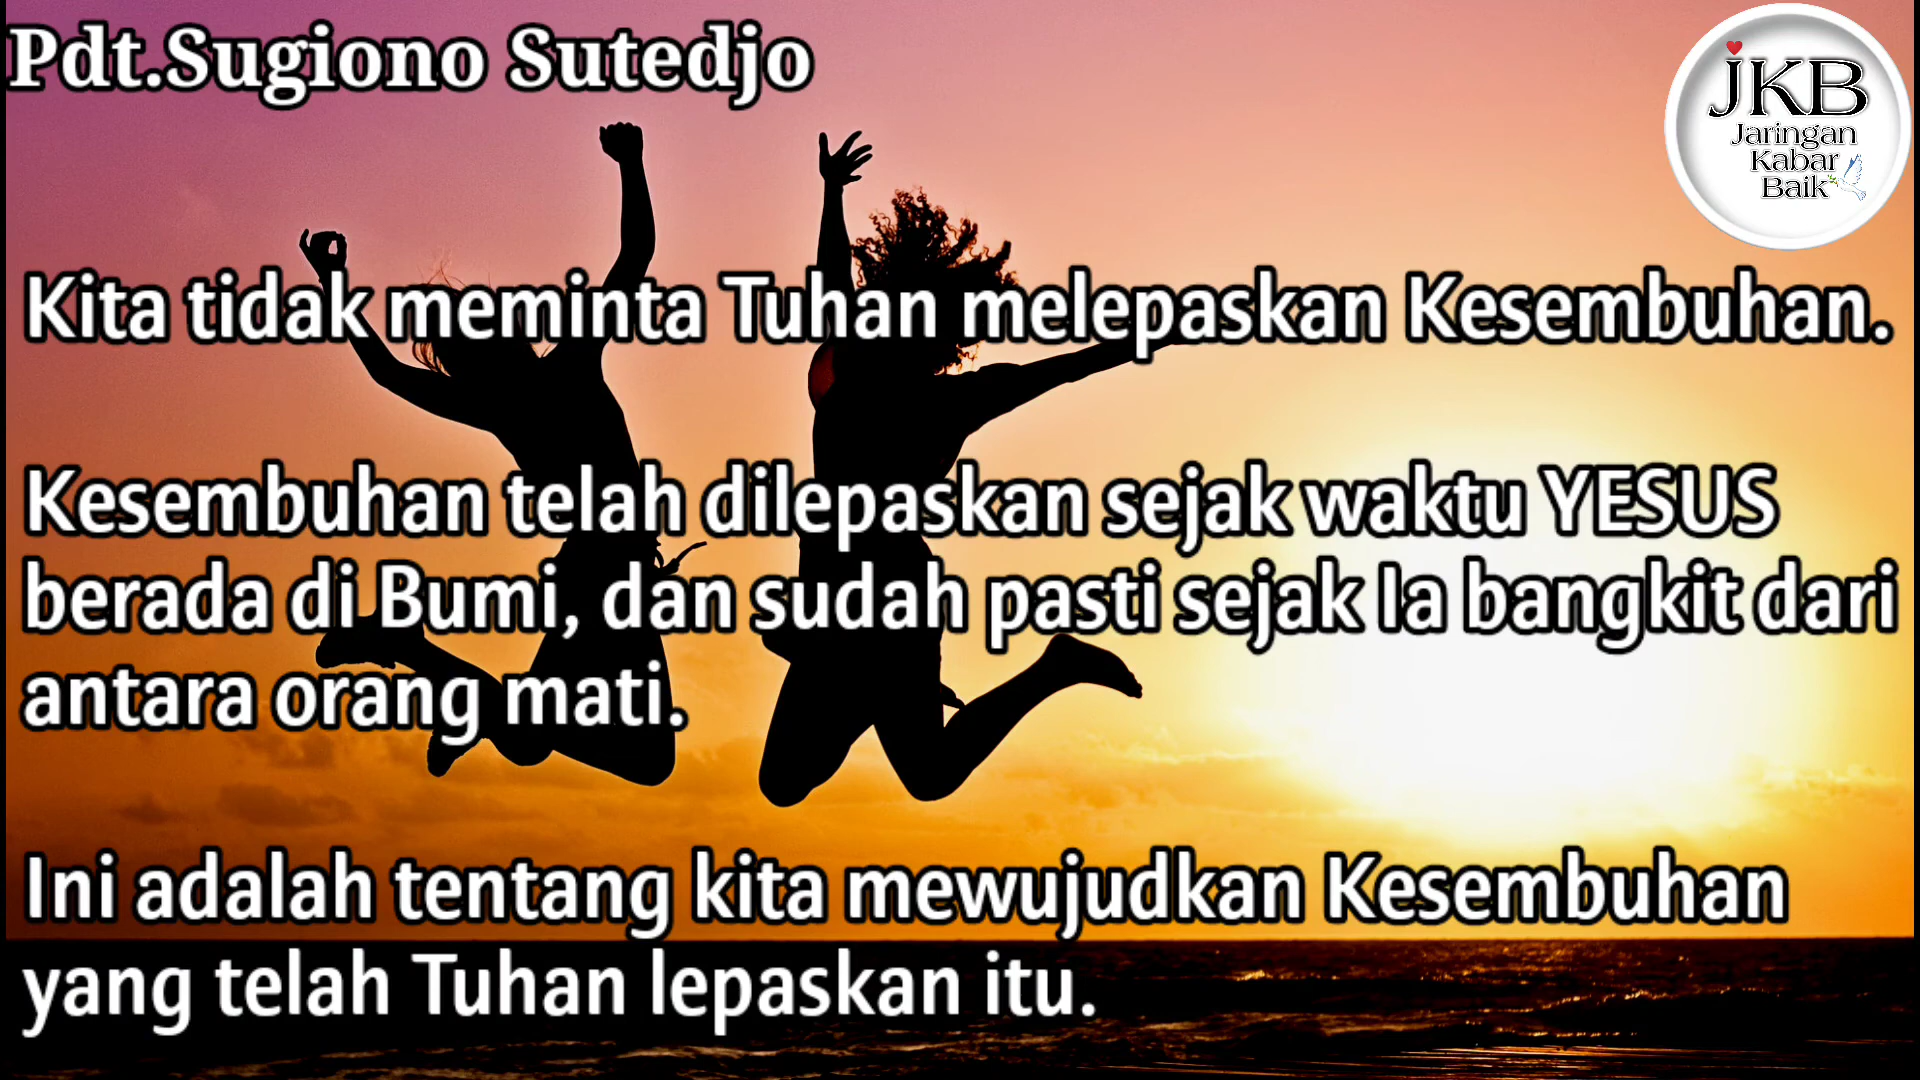 Pdt.Sugiono Sutedjo
JKB
Jaringan
Kabar
Baik
Kita tidak meminta Tuhan melepaskan Kesembuhan.
Kesembuhan telah dilepaskan sejak waktu YESUS
berada di Bumi, dan sudah pasti sejak Ia bangkit dari
antara orang mati.
Ini adalah tentang kita mewujudkan Kesembuhan
yang telah Tuhan lepaskan itu.